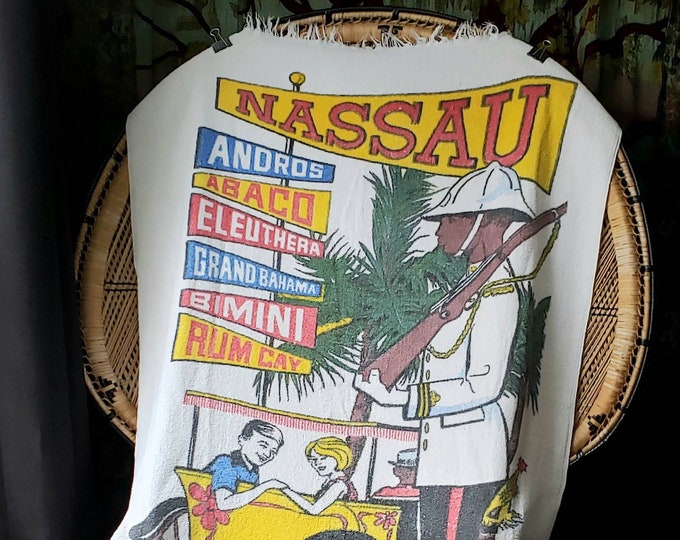 NASSAU
ANDROS
ABACO
ELEUTHERA
GRAND BAHAMA
BIMINI
RUM CAY